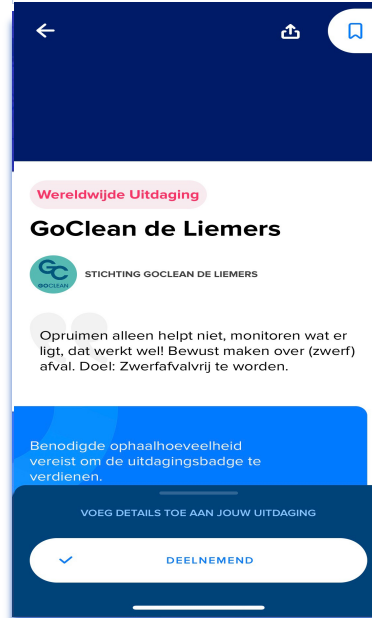 Wereldwijde Uitdaging
GoClean de Liemers
GC
GOCLEAN
STICHTING GOCLEAN DE LIEMERS
Opruimen alleen helpt niet, monitoren wat er
ligt, dat werkt wel! Bewust maken over (zwerf)
afval. Doel: Zwerfafvalvrij te worden.
Benodigde ophaalhoeveelheid
vereist om de uitdagingsbadge te
verdienen.
VOEG DETAILS TOE AAN JOUW UITDAGING
DEELNEMEND